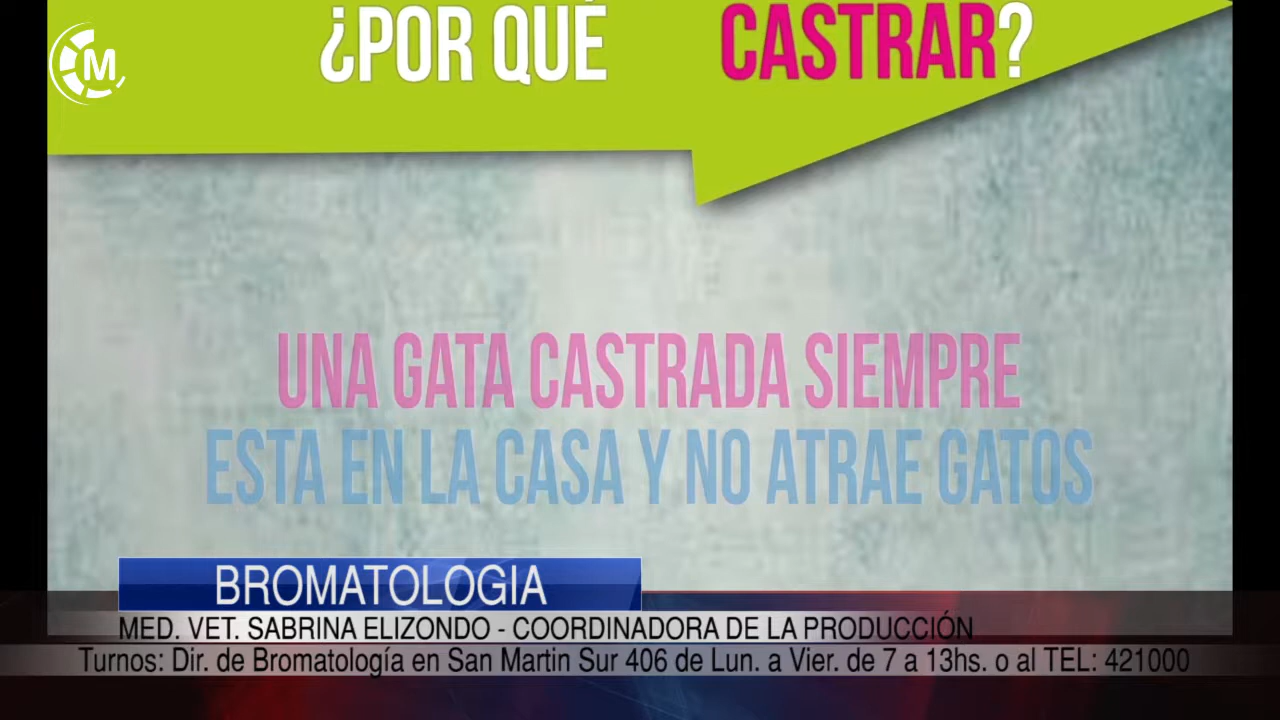 M
¿POR QUÉ CASTRAR?
UNA GATA CASTRADA SIEMPRE
ESTA EN LA CASA Y NO ATRAE GATOS
BROMATOLOGIA
MED. VET. SABRINA ELIZONDO - COORDINADORA DE LA PRODUCCIÓN
Turnos: Dir. de Bromatología en San Martin Sur 406 de Lun. a Vier. de 7 a 13hs. o al TEL: 421000